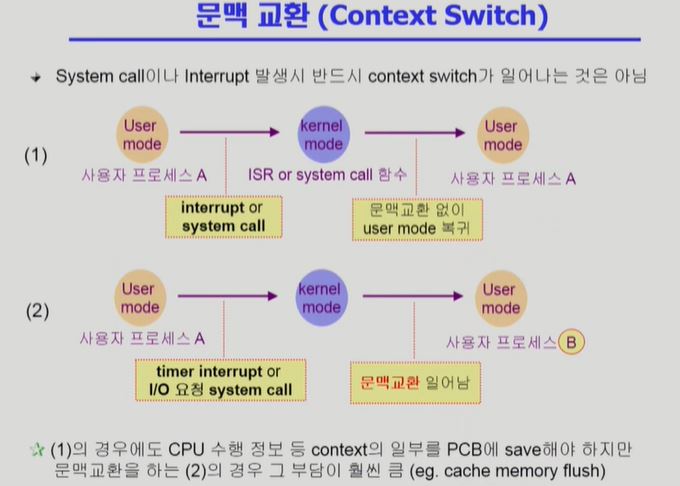 문맥 교환 (Context Switch)
System call이나 Interrupt 발생시 반드시 context switch가 일어나는 것은 아님
(1)
User mode
kernel mode
User mode
사용자 프로세스 A
ISR or system call 함수
사용자 프로세스 A
interrupt or
system call
문맥교환 없이
user mode 복귀
(2)
User mode
kernel mode
User mode
사용자 프로세스 A
사용자 프로세스 B
timer interrupt or
I/O 요청 system call
문맥교환 일어남
(1)의 경우에도 CPU 수행 정보 등 context의 일부를 PCB에 save해야 하지만
문맥교환을 하는 (2)의 경우 그 부담이 훨씬 큼 (eg. cache memory flush)